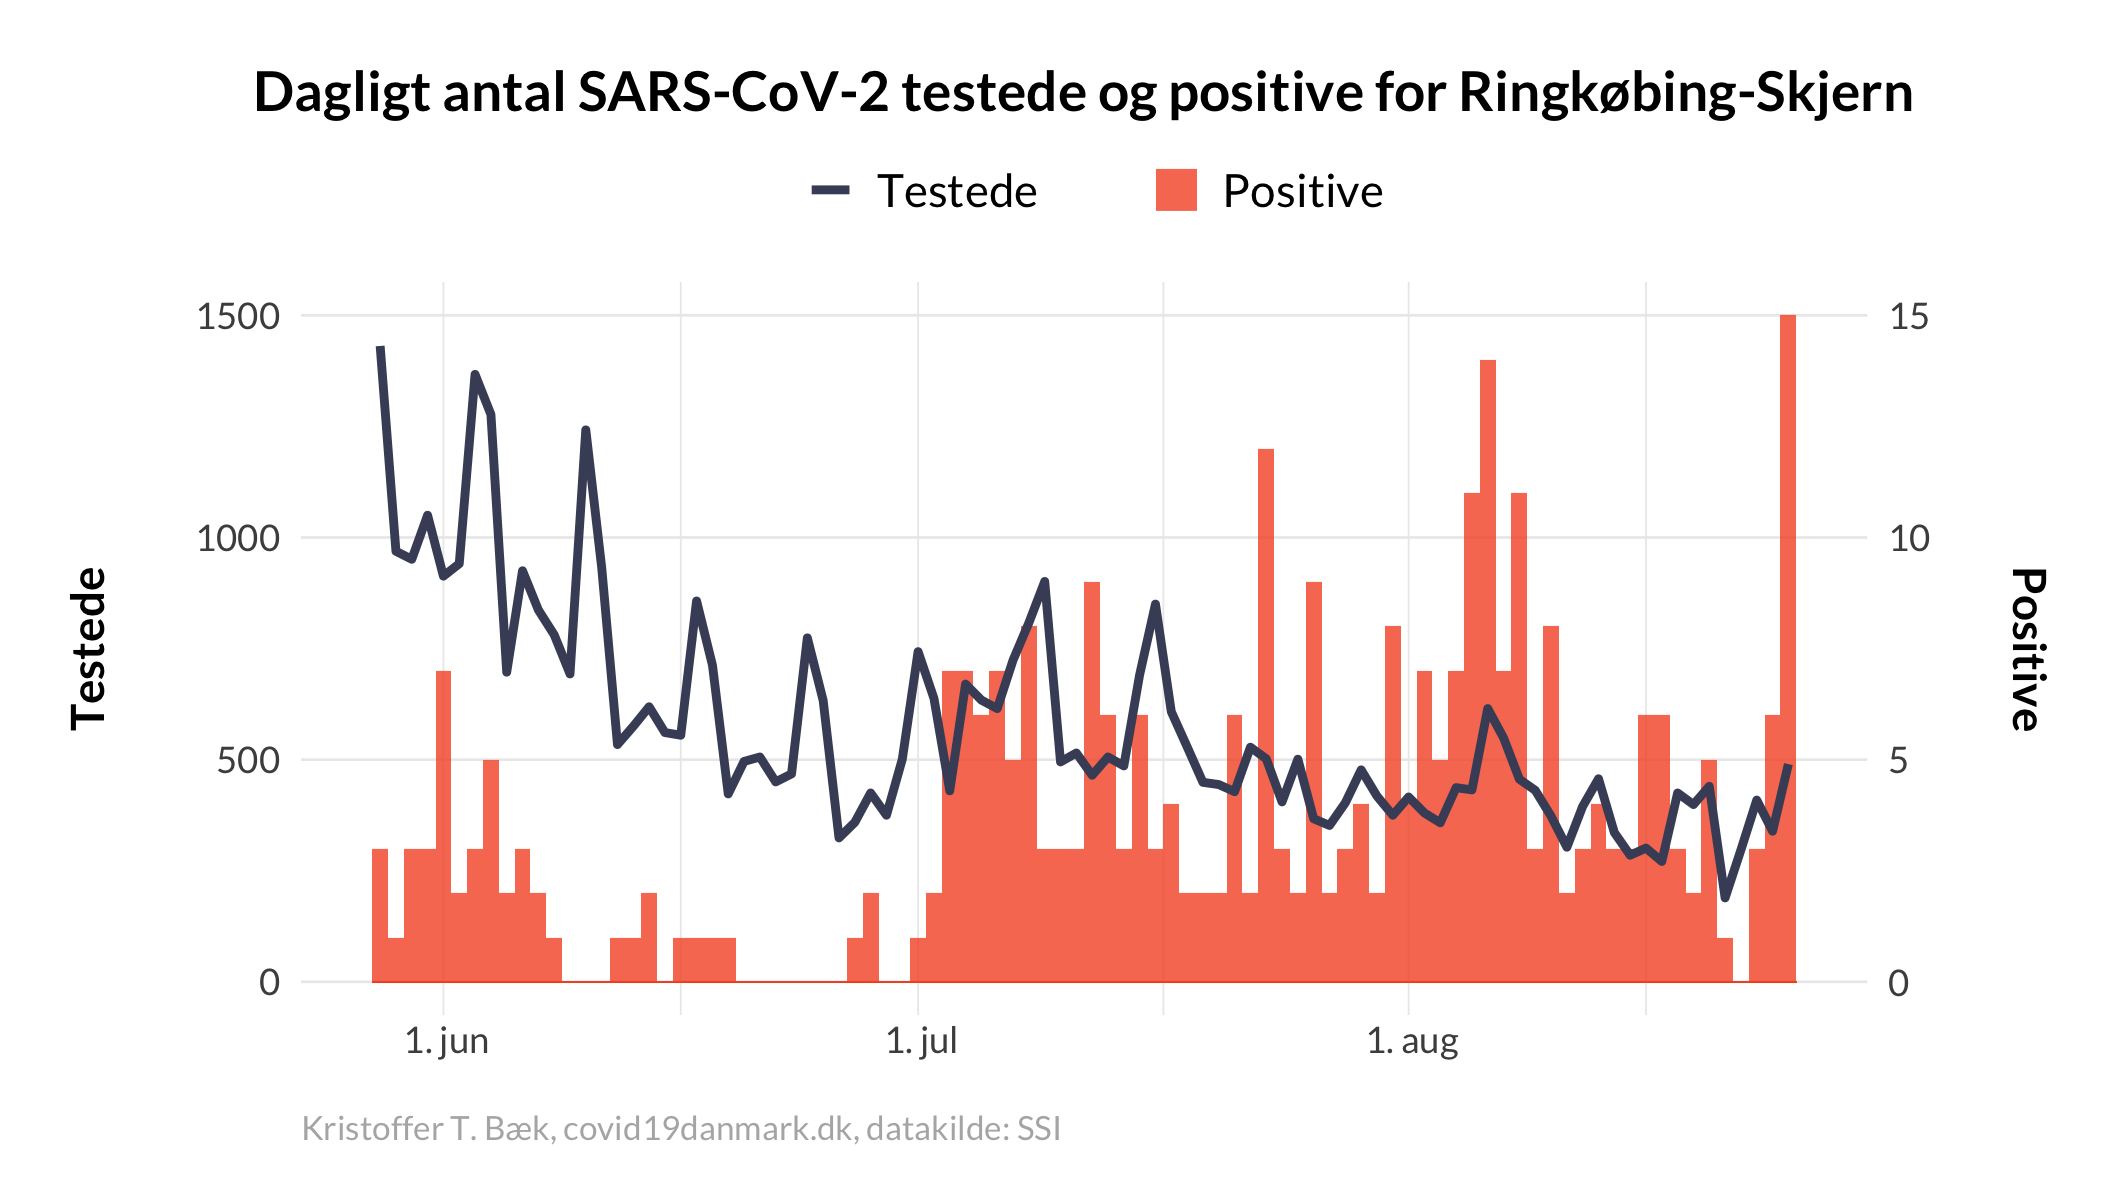 Dagligt antal SARS-CoV-2 testede og positive for Ringkøbing-Skjern
Testede Positive
1500 15
1000 10
500 5
0 0
Testede
Positive
1. jun 1. jul 1. aug
Kristoffer T. Bæk, covid19danmark.dk, datakilde: SSI